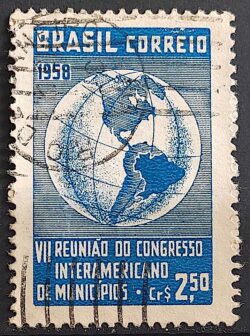 BRASIL CORREIO
1958
VII REUNIÃO DO CONGRESSO
INTERAMERICANO
DE MUNICÍPIOS · CR$ 2,50